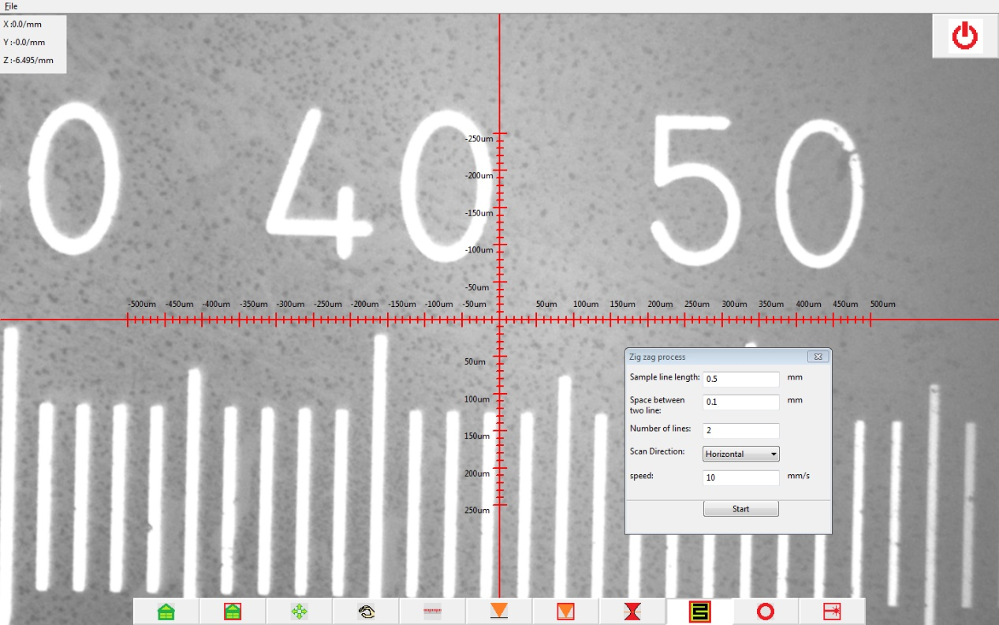 File
X :0.0/mm
Y :-0.0/mm
Z :-6.495/mm
0 40 50
-250um
-200um
-150um
-100um
-50um
-500um -450um -400um -350um -300um -250um -200um -150um -100um -50um 50um 100um 150um 200um 250um 300um 350um 400um 450um 500um
50um
100um
150um
200um
250um
Zig zag process
Sample line length: 0.5 mm
Space between
two line: 0.1 mm
Number of lines: 2
Scan Direction: Horizontal
speed: 10 mm/s
Start